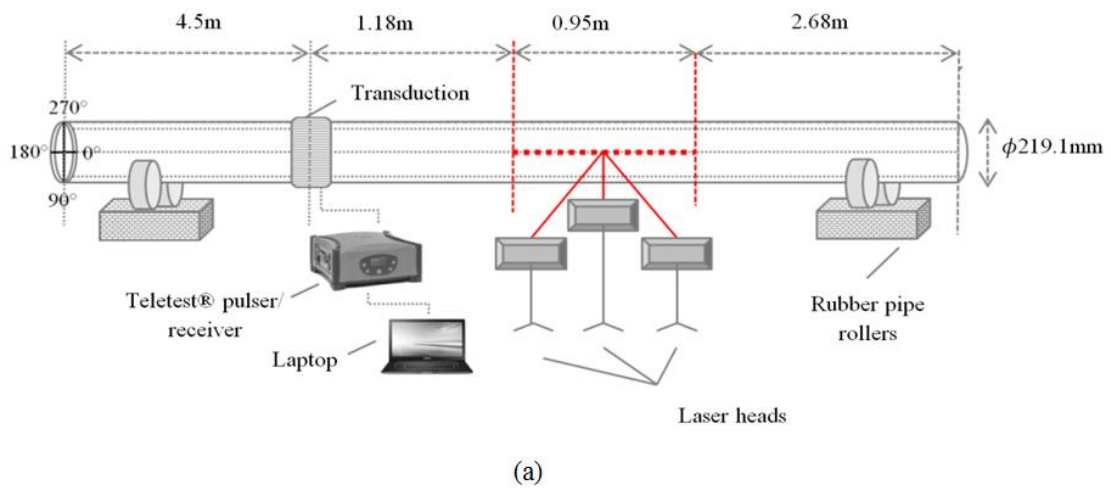 4.5m
1.18m
0.95m
2.68m
Transduction
270°
180°
0°
90°
ϕ219.1mm
Teletest® pulser/
receiver
Laptop
Rubber pipe
rollers
Laser heads
(a)